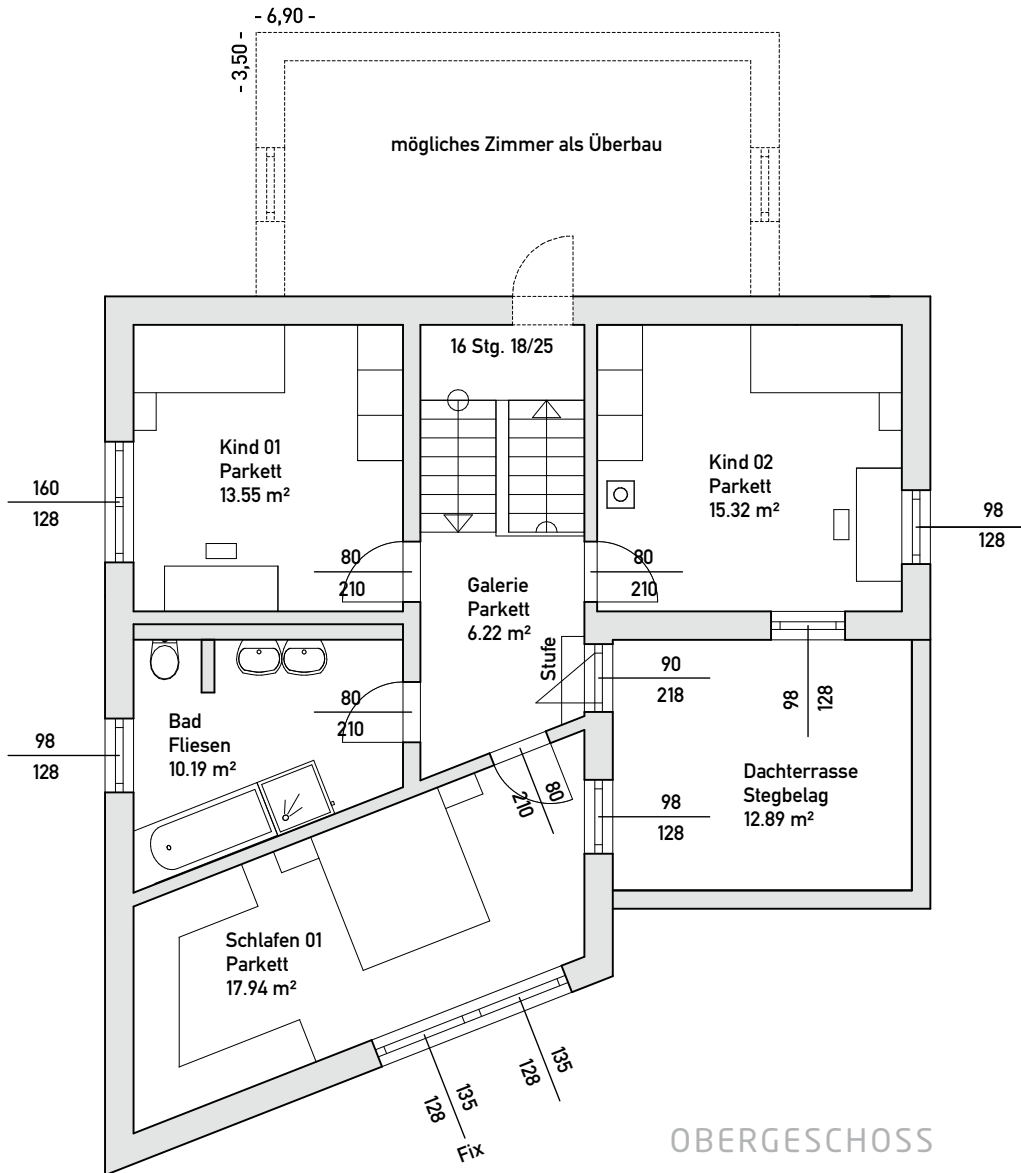 - 6,90 -
- 3,50 -
mögliches Zimmer als Überbau
16 Stg. 18/25
Kind 01
Parkett
13.55 m²
Kind 02
Parkett
15.32 m²
160
128
98
128
80
210
80
210
Galerie
Parkett
6.22 m²
Stufe
90
218
98
128
80
210
Bad
Fliesen
10.19 m²
98
128
Dachterrasse
Stegbelag
12.89 m²
80
210
98
128
Schlafen 01
Parkett
17.94 m²
135
128
135
128
Fix
OBERGESCHOSS